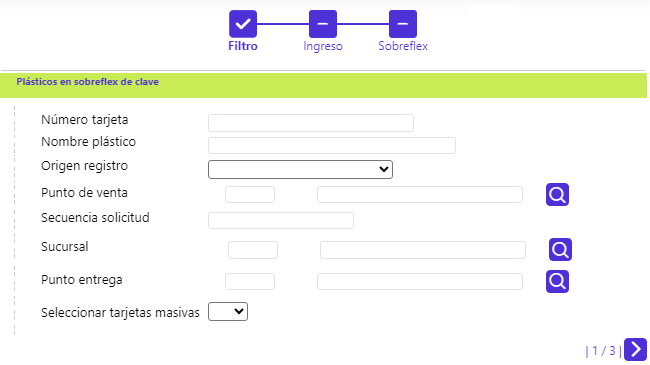 Filtro
Ingreso
Sobreflex
Plásticos en sobreflex de clave
Número tarjeta
Nombre plástico
Origen registro
Punto de venta
Secuencia solicitud
Sucursal
Punto entrega
Seleccionar tarjetas masivas
| 1 / 3 |